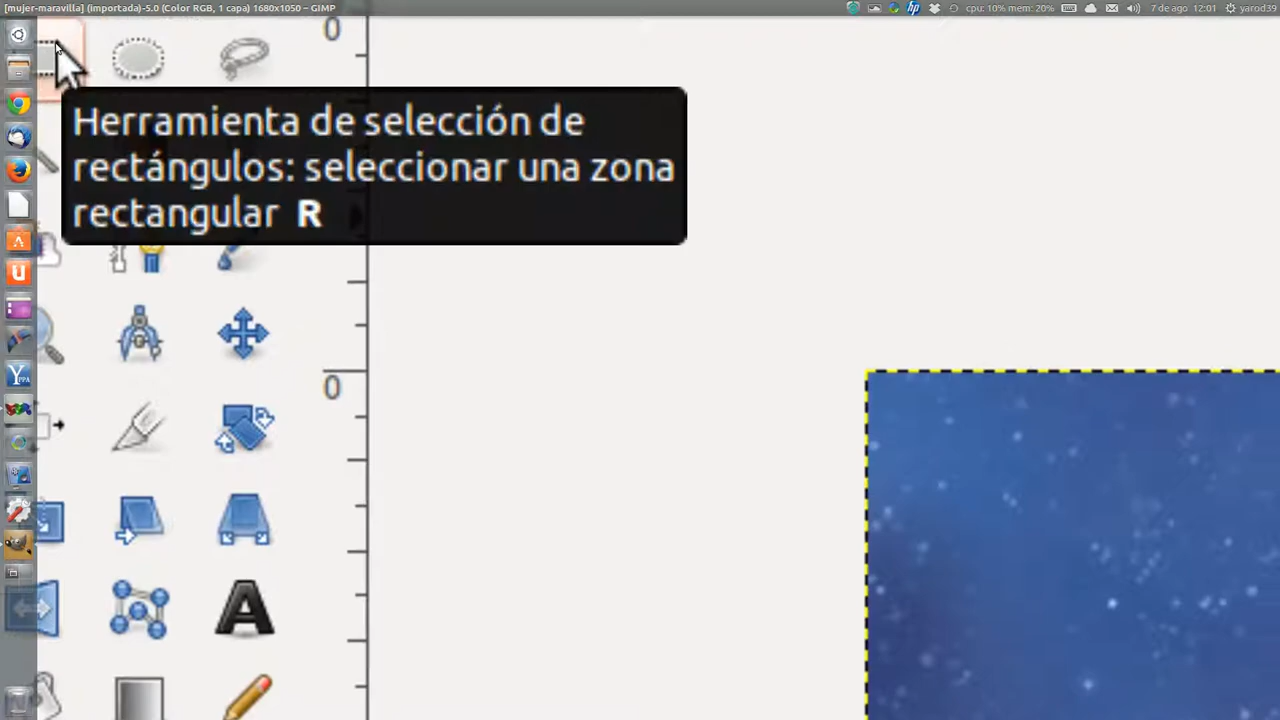 [mujer-maravilla] (importada)-5.0 (Color RGB, 1 capa) 1680x1050 – GIMP
cpu: 10% mem: 20%
7 de ago 12:01
yarod39
Herramienta de selección de
rectángulos: seleccionar una zona
rectangular R
0
0